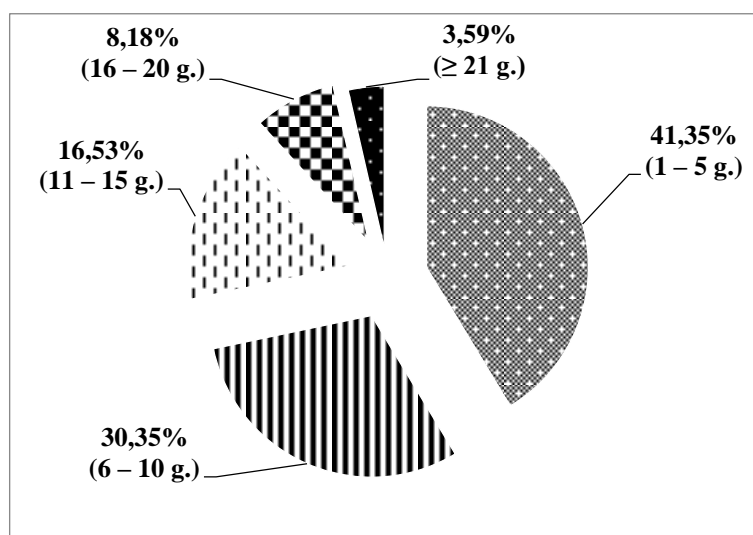 8,18%
(16 – 20 g.)
3,59%
(≥ 21 g.)
41,35%
(1 – 5 g.)
16,53%
(11 – 15 g.)
30,35%
(6 – 10 g.)